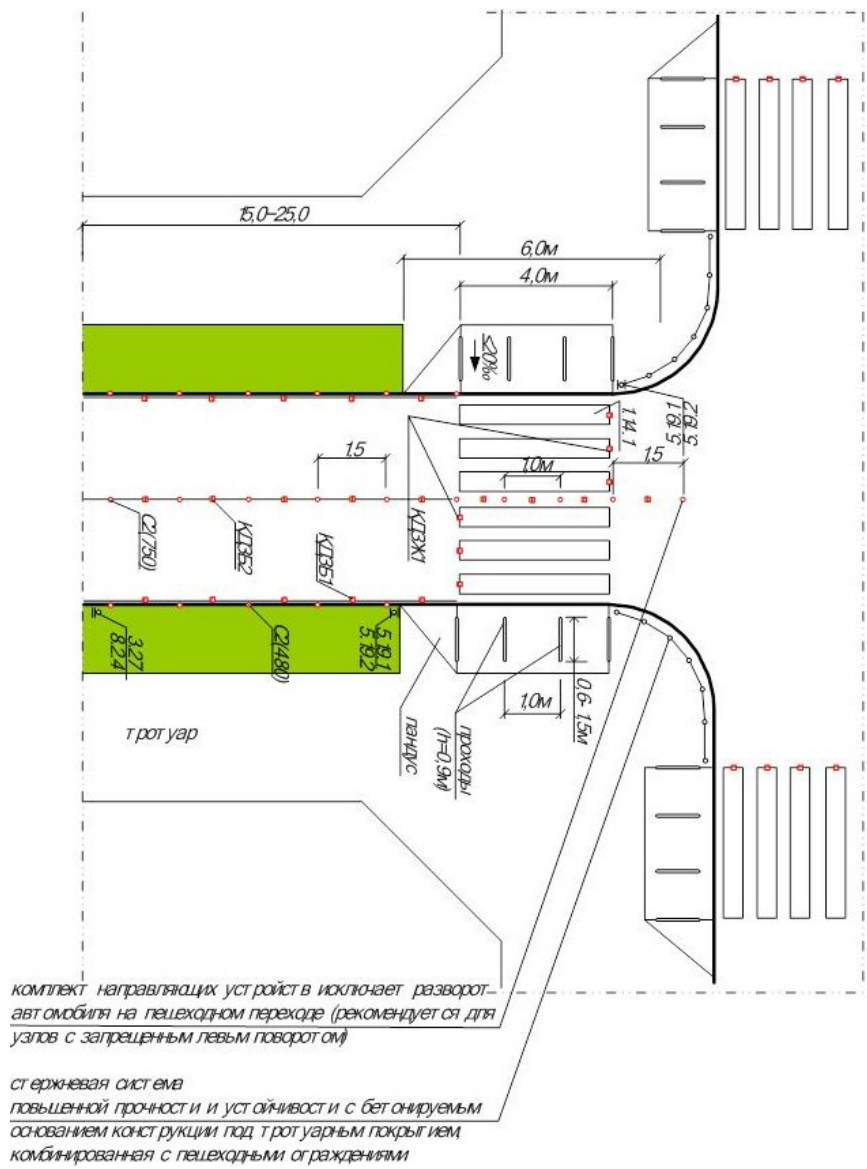 15,0-25,0
6,0м
4,0м
≤20‰
1.14.1
5.19.1
5.19.2
1,5
1,0м
1,5
С2(750)
КД3Б2
КД3Б1
КД3Ж1
3.27
8.24
С2(480)
5.19.1
5.19.2
0,6-1,5м
1,0м
проходы
(h=0,9м)
пандус
тротуар
комплект направляющих устройств исключает разворот
автомобиля на пешеходном переходе (рекомендуется для
узлов с запрещенным левым поворотом)
стержневая система
повышенной прочности и устойчивости с бетонируемым
основанием конструкции под тротуарным покрытием,
комбинированная с пешеходными ограждениями